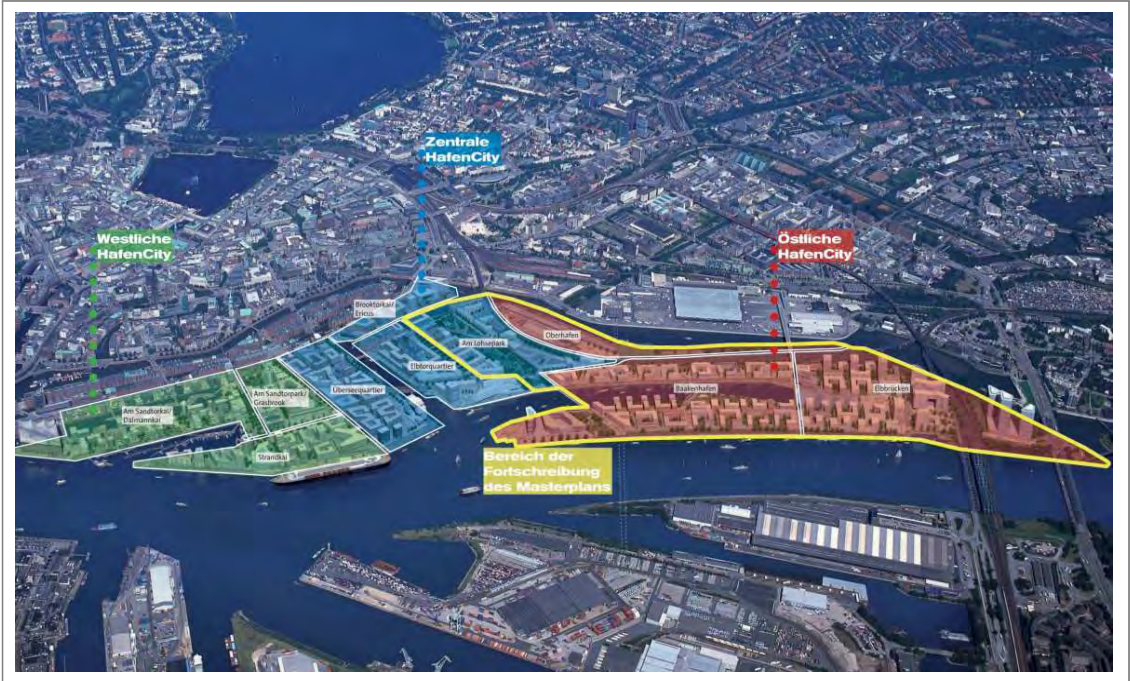 Zentrale
HafenCity
Westliche
HafenCity
Östliche
HafenCity
Brooktorkai/
Ericus
Am Lohsepark
Oberhafen
Elbtorquartier
Überseequartier
Baakenhafen
Elbbrücken
Am Sandtorpark/
Grasbrook
Am Sandtorkai/
Dalmannkai
Strandkai
Bereich der
Fortschreibung
des Masterplans